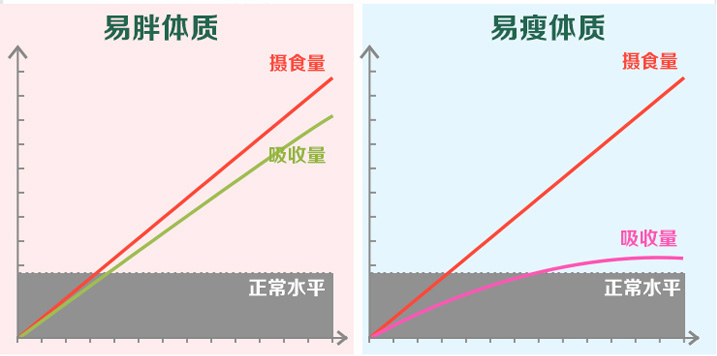 易胖体质
摄食量
吸收量
正常水平
易瘦体质
摄食量
吸收量
正常水平